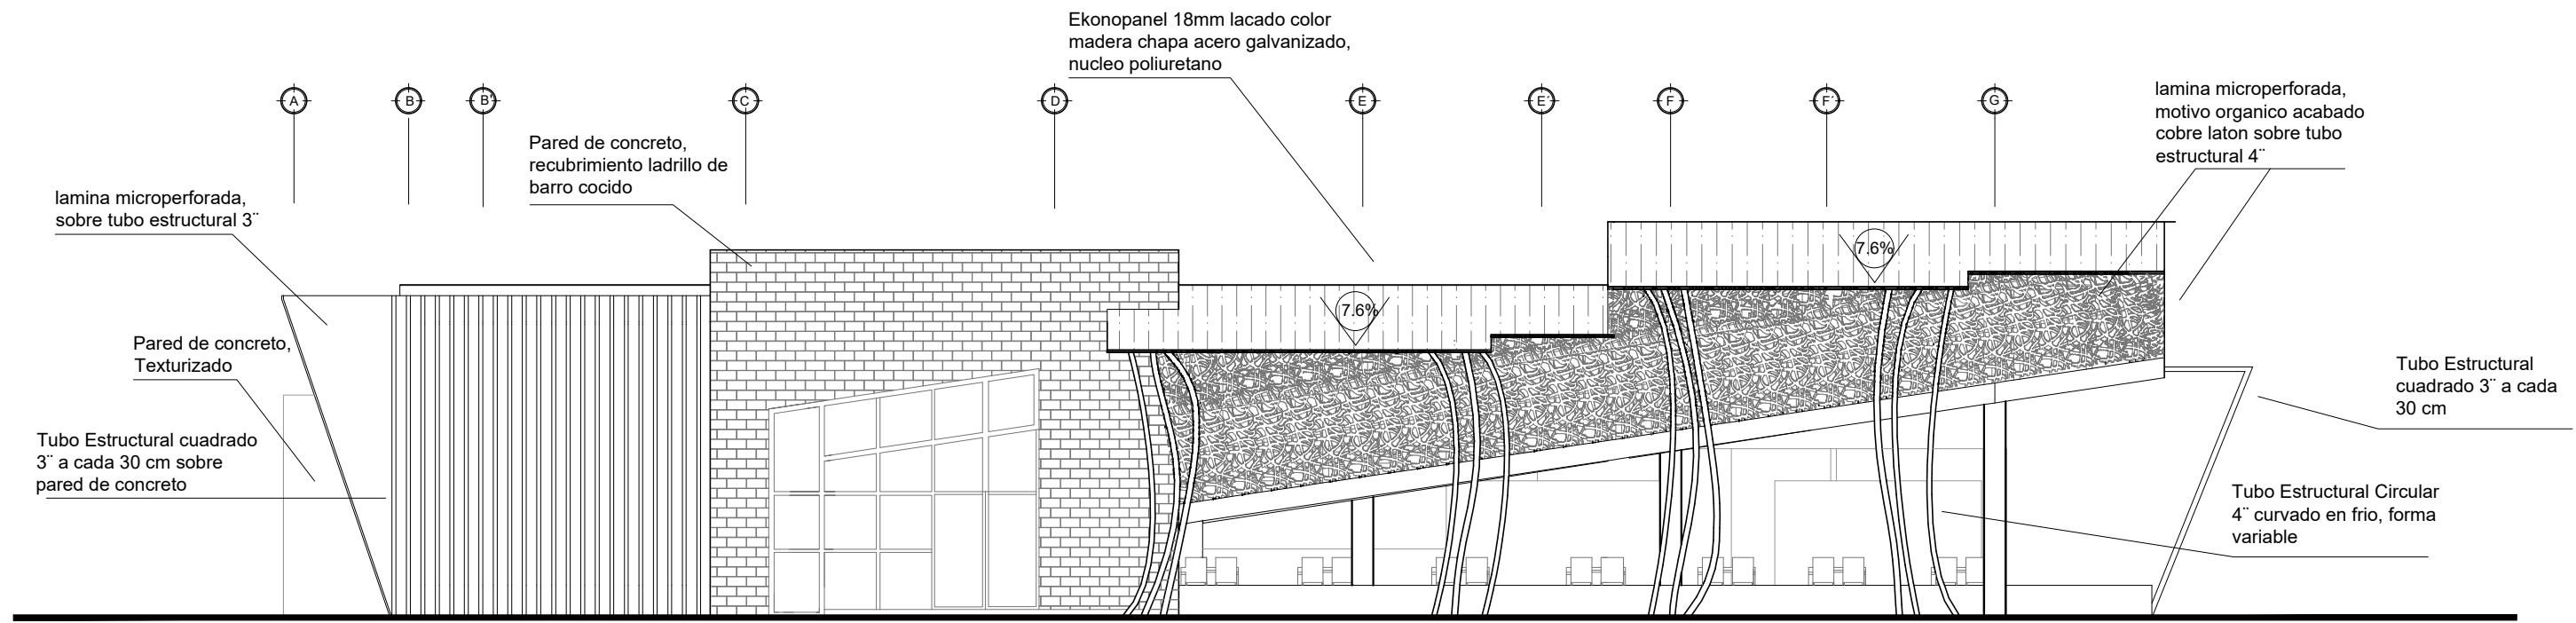 Ekonopanel 18mm lacado color
madera chapa acero galvanizado,
nucleo poliuretano
A
B
B'
C
D
E
E´
F
F´
G
lamina microperforada,
motivo organico acabado
cobre laton sobre tubo
estructural 4¨
Pared de concreto,
recubrimiento ladrillo de
barro cocido
lamina microperforada,
sobre tubo estructural 3¨
7.6%
7.6%
Pared de concreto,
Texturizado
Tubo Estructural
cuadrado 3¨ a cada
30 cm
Tubo Estructural cuadrado
3¨ a cada 30 cm sobre
pared de concreto
Tubo Estructural Circular
4¨ curvado en frio, forma
variable